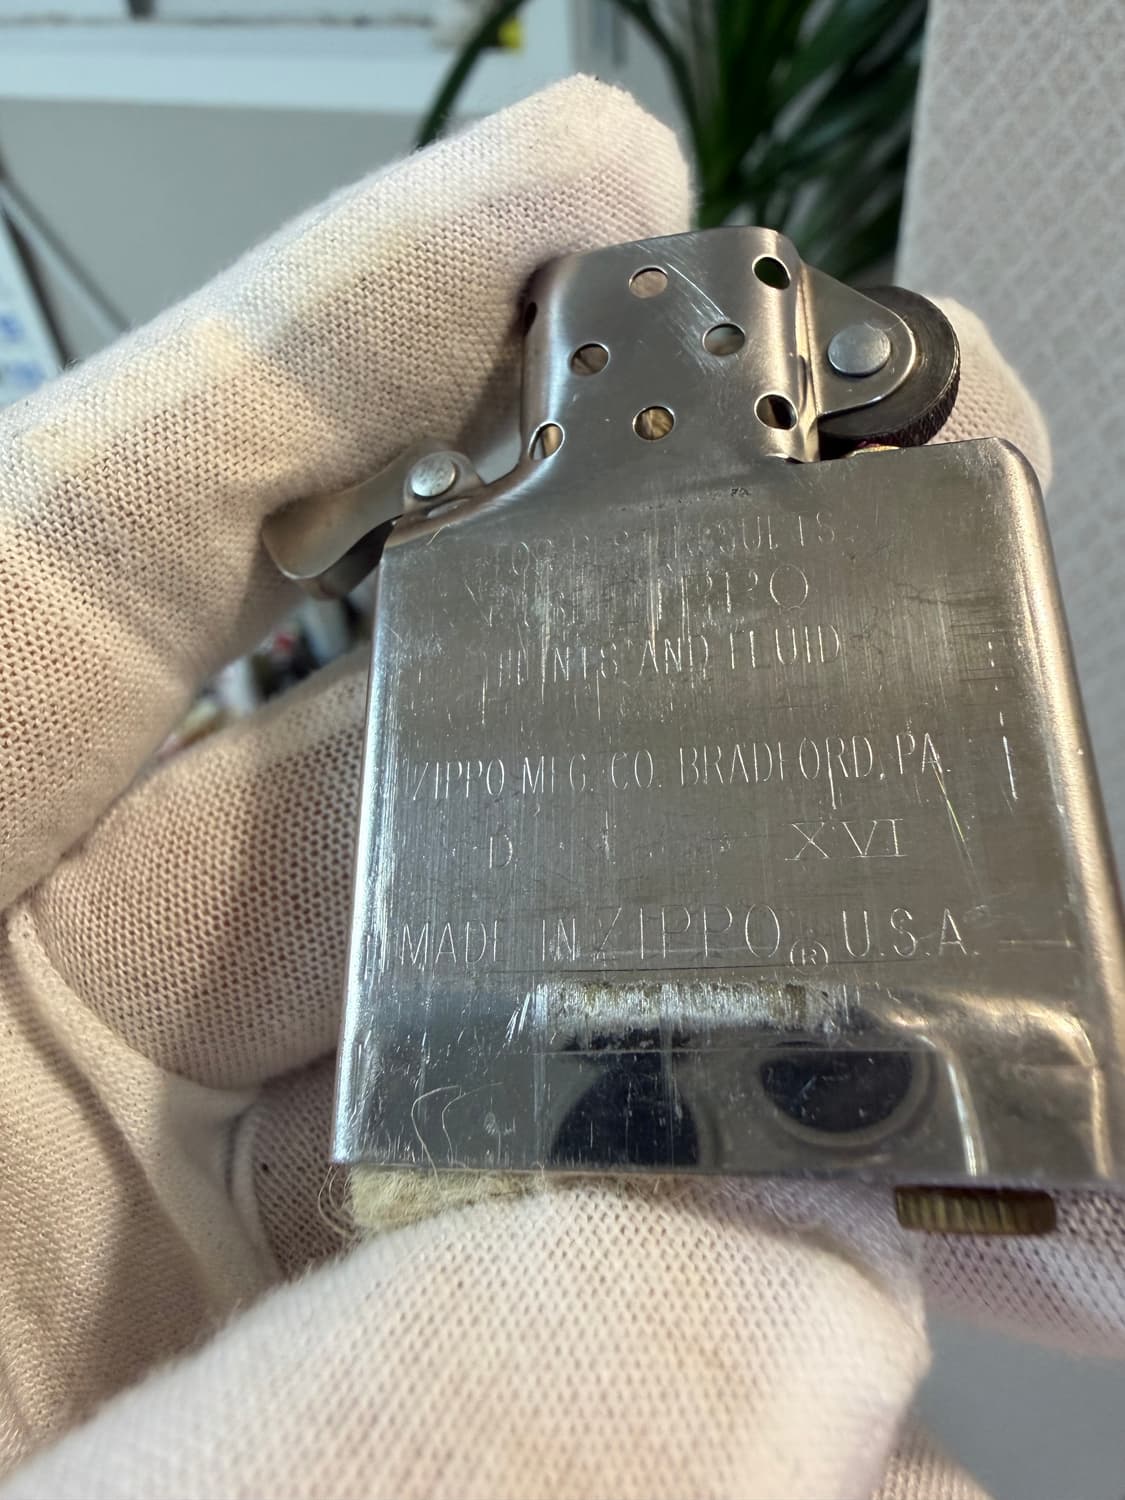 FOR BEST RESULTS
USE ZIPPO
FLINTS AND FLUID
ZIPPO MFG. CO. BRADFORD, PA.
D XVI
MADE IN ZIPPO® U.S.A.